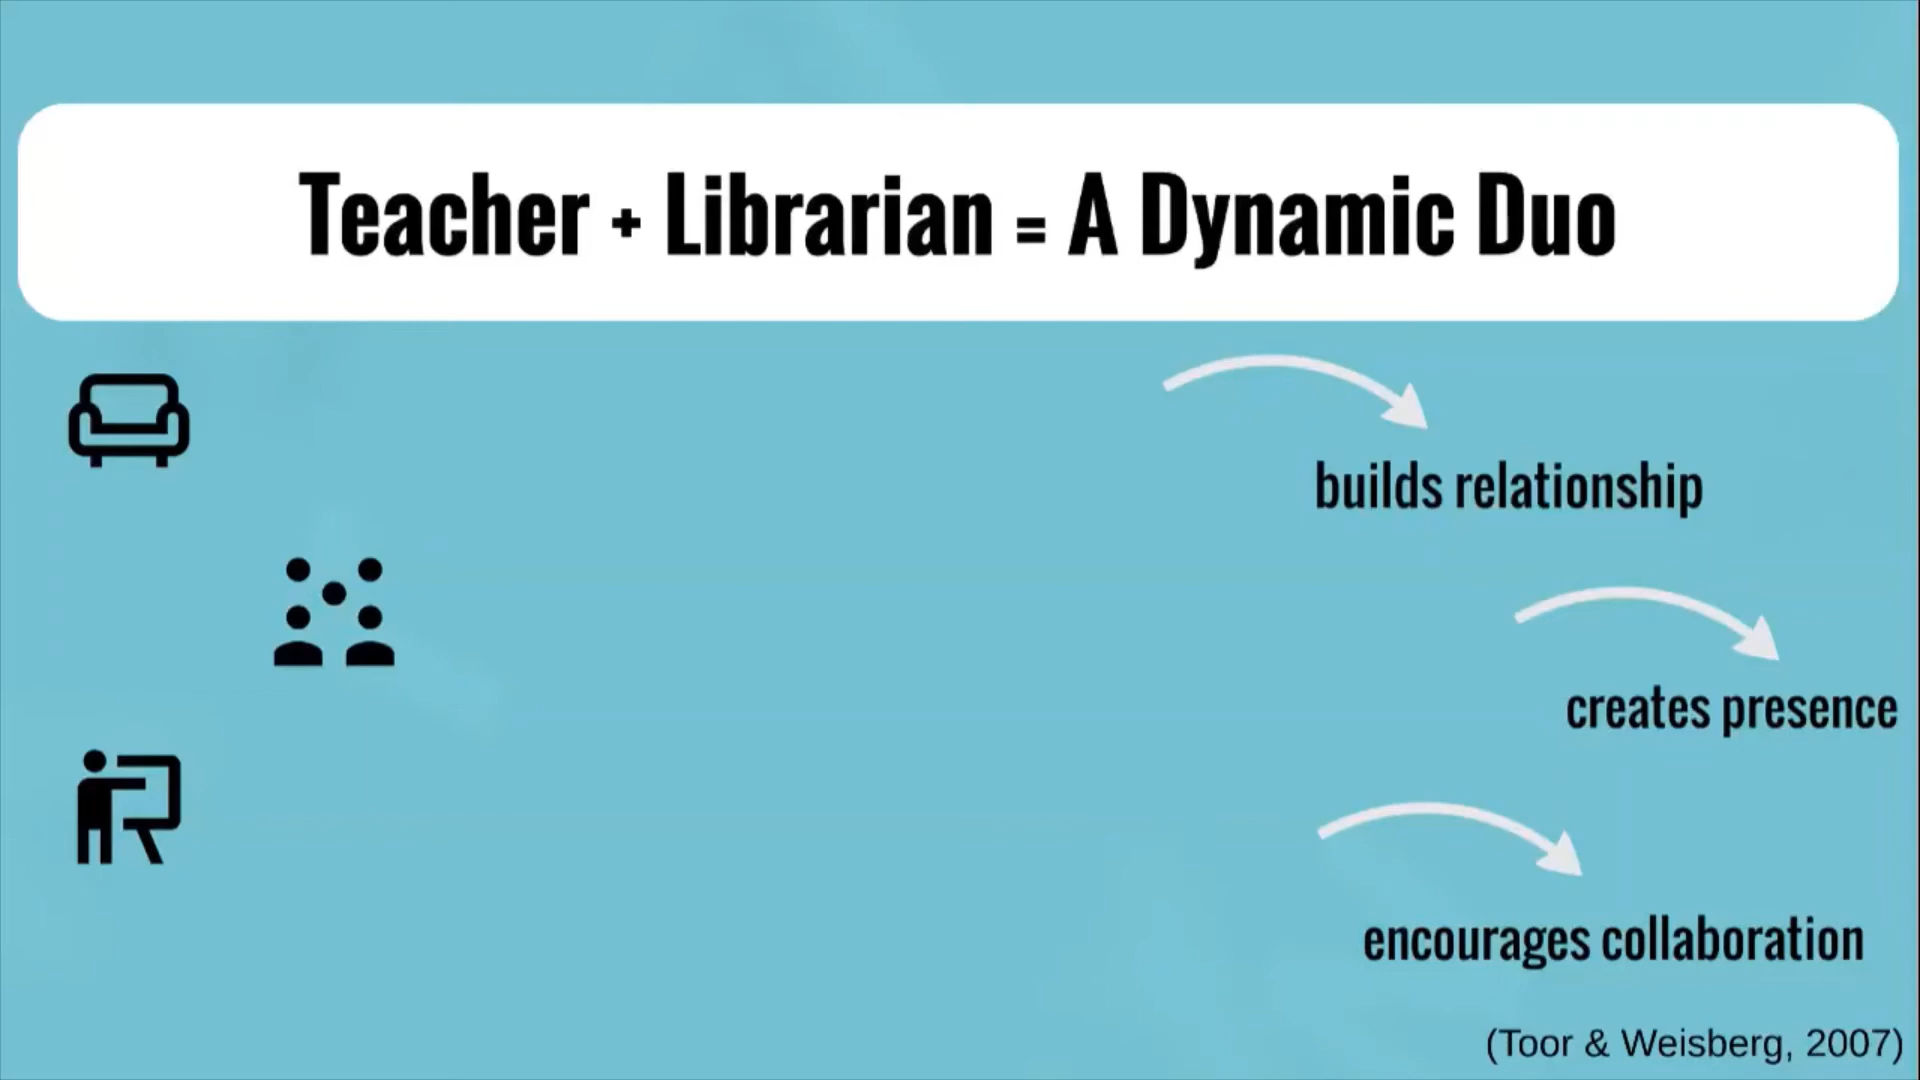 Teacher + Librarian = A Dynamic Duo
builds relationship
creates presence
encourages collaboration
(Toor & Weisberg, 2007)